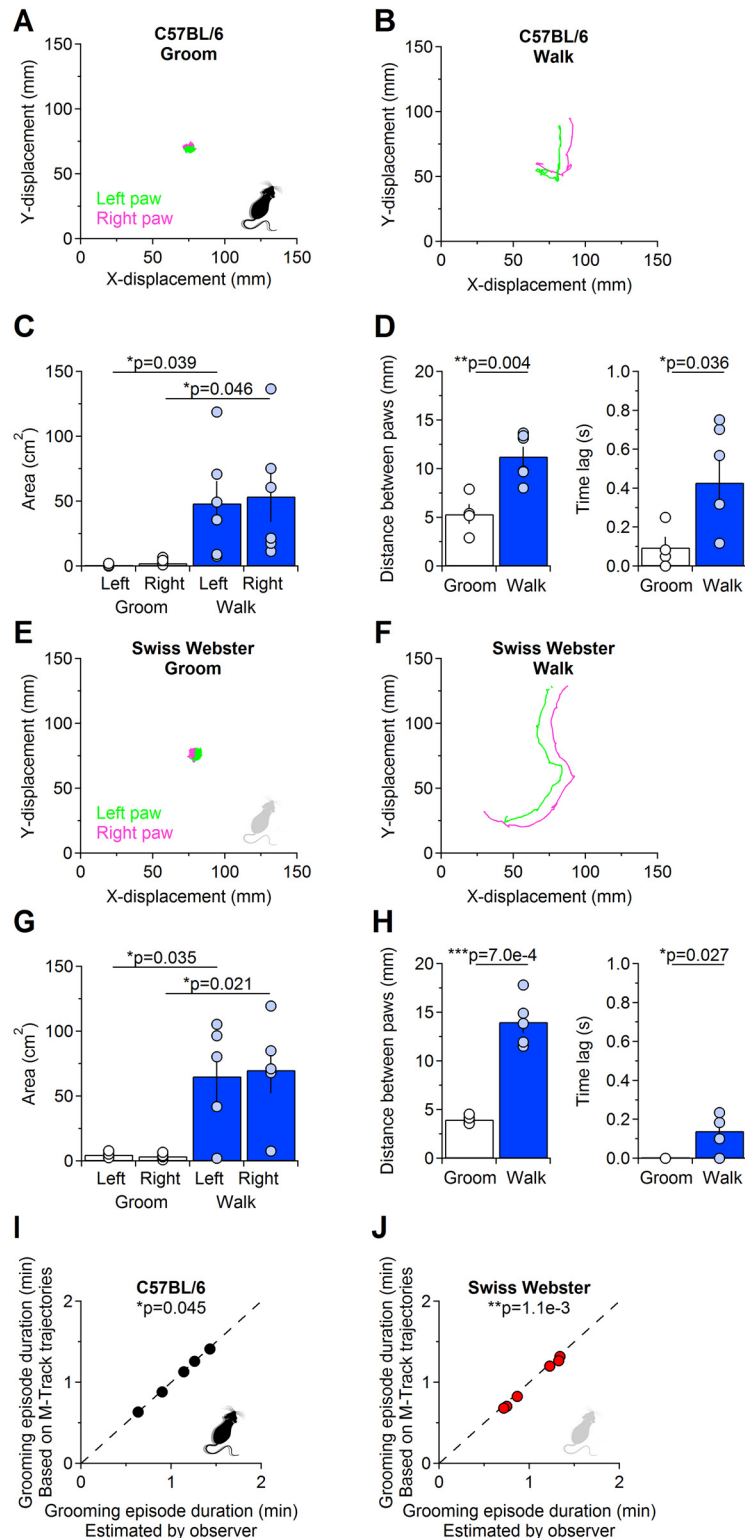 A
C57BL/6
Groom
Y-displacement (mm)
150
100
50
0
Left paw
Right paw
0
50
100
150
X-displacement (mm)
B
C57BL/6
Walk
Y-displacement (mm)
150
100
50
0
0
50
100
150
X-displacement (mm)
C
*p=0.039
*p=0.046
Area (cm2)
150
100
50
0
Left Right Left Right
Groom Walk
D
**p=0.004
Distance between paws (mm)
20
15
10
5
0
Groom Walk
*p=0.036
Time lag (s)
1.0
0.8
0.6
0.4
0.2
0.0
Groom Walk
E
Swiss Webster
Groom
Y-displacement (mm)
150
100
50
0
Left paw
Right paw
0
50
100
150
X-displacement (mm)
F
Swiss Webster
Walk
Y-displacement (mm)
150
100
50
0
0
50
100
150
X-displacement (mm)
G
*p=0.035
*p=0.021
Area (cm2)
150
100
50
0
Left Right Left Right
Groom Walk
H
***p=7.0e-4
Distance between paws (mm)
20
15
10
5
0
Groom Walk
*p=0.027
Time lag (s)
1.0
0.8
0.6
0.4
0.2
0.0
Groom Walk
I
C57BL/6
*p=0.045
Grooming episode duration (min)
Based on M-Track trajectories
2
1
0
0
1
2
Grooming episode duration (min)
Estimated by observer
J
Swiss Webster
**p=1.1e-3
Grooming episode duration (min)
Based on M-Track trajectories
2
1
0
0
1
2
Grooming episode duration (min)
Estimated by observer